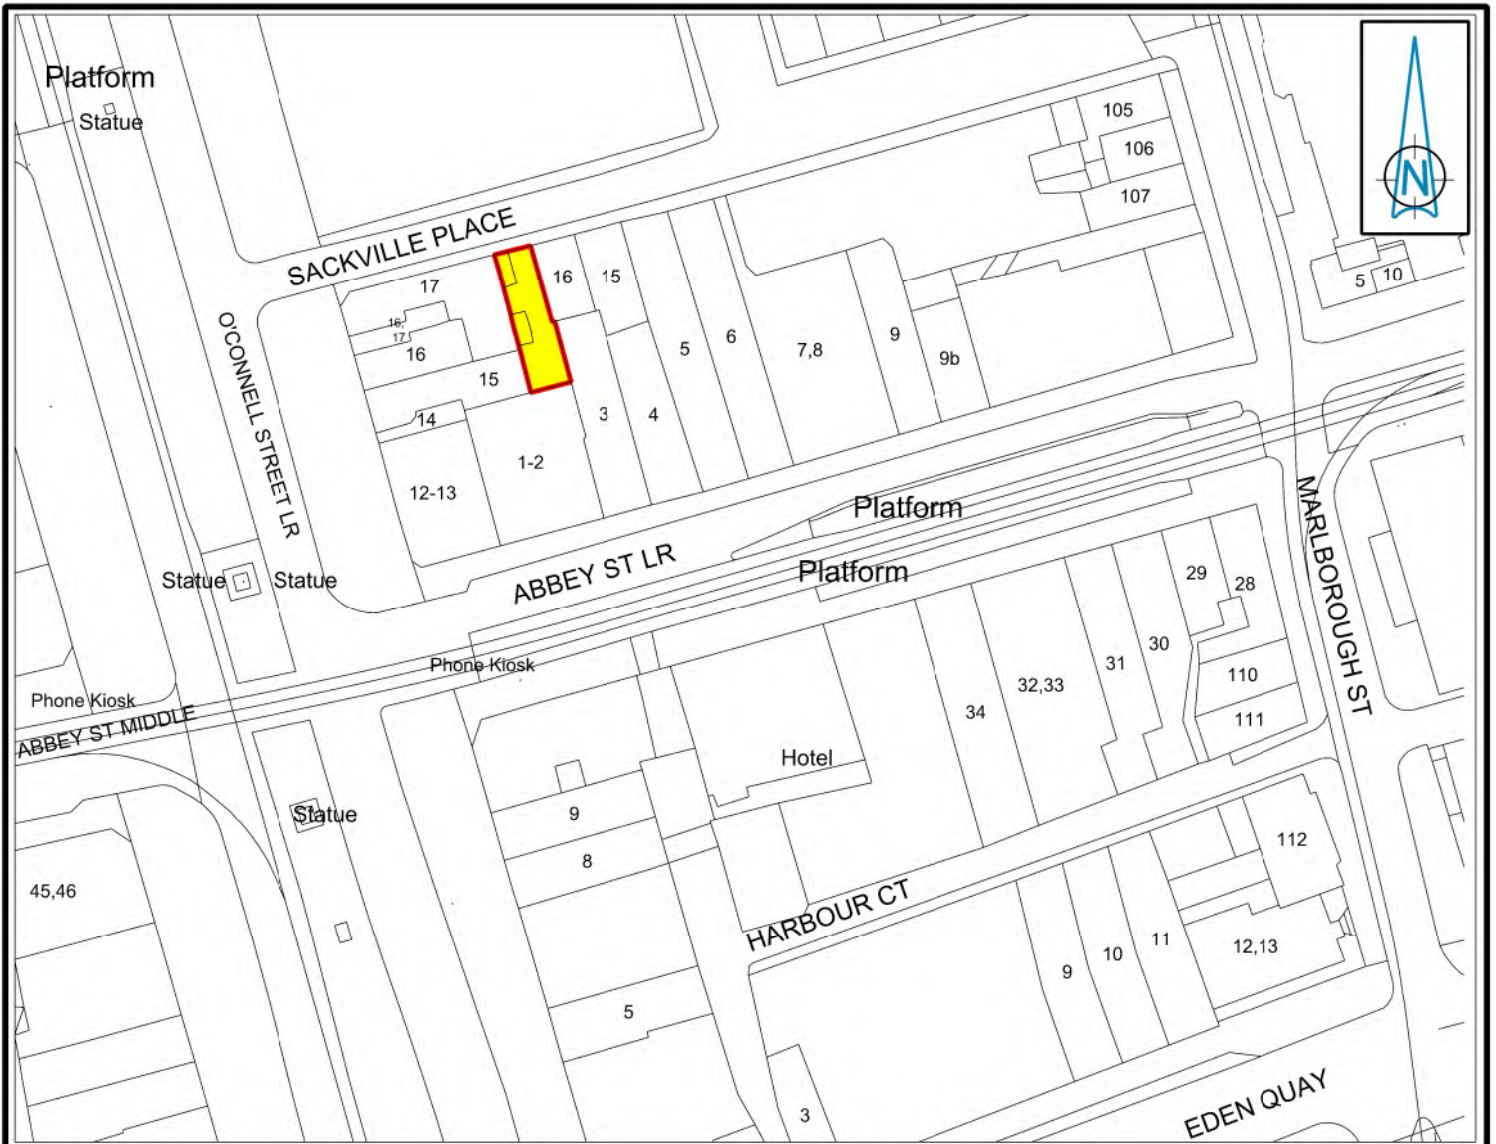 Platform
Statue
N
105
106
107
SACKVILLE PLACE
17
16
15
16,
17
16
15
14
12-13
1-2
3
4
5
6
7,8
9
9b
5
10
O'CONNELL STREET LR
Statue
Statue
ABBEY ST LR
Platform
Platform
MARLBOROUGH ST
Phone Kiosk
Phone Kiosk
ABBEY ST MIDDLE
29
28
30
31
32,33
34
110
111
Hotel
Statue
9
8
45,46
112
HARBOUR CT
9
10
11
12,13
5
3
EDEN QUAY